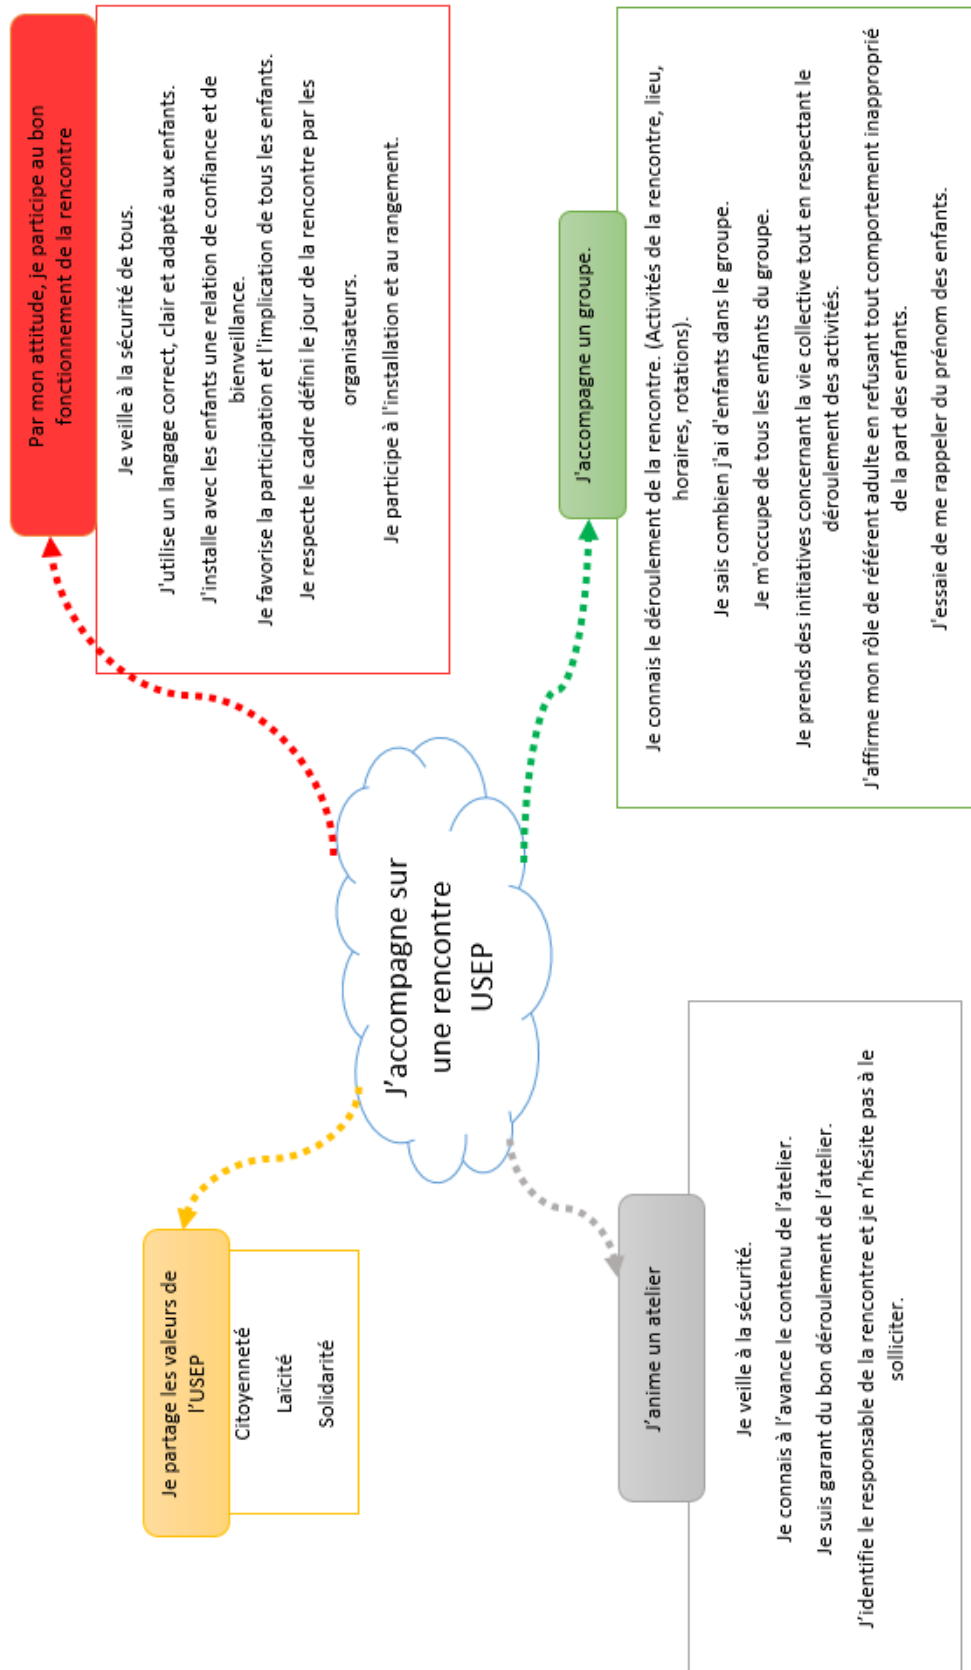 Je partage les valeurs de
l'USEP
Citoyenneté
Laïcité
Solidarité
Par mon attitude, je participe au bon
fonctionnement de la rencontre
Je veille à la sécurité de tous.
J'utilise un langage correct, clair et adapté aux enfants.
J'installe avec les enfants une relation de confiance et de
bienveillance.
Je favorise la participation et l'implication de tous les enfants.
Je respecte le cadre défini le jour de la rencontre par les
organisateurs.
Je participe à l'installation et au rangement.
J'accompagne sur
une rencontre
USEP
J'anime un atelier
Je veille à la sécurité.
Je connais à l'avance le contenu de l'atelier.
Je suis garant du bon déroulement de l'atelier.
J'identifie le responsable de la rencontre et je n'hésite pas à le
solliciter.
J'accompagne un groupe.
Je connais le déroulement de la rencontre. (Activités de la rencontre, lieu,
horaires, rotations).
Je sais combien j'ai d'enfants dans le groupe.
Je m'occupe de tous les enfants du groupe.
Je prends des initiatives concernant la vie collective tout en respectant le
déroulement des activités.
J'affirme mon rôle de référent adulte en refusant tout comportement inapproprié
de la part des enfants.
J'essaie de me rappeler du prénom des enfants.